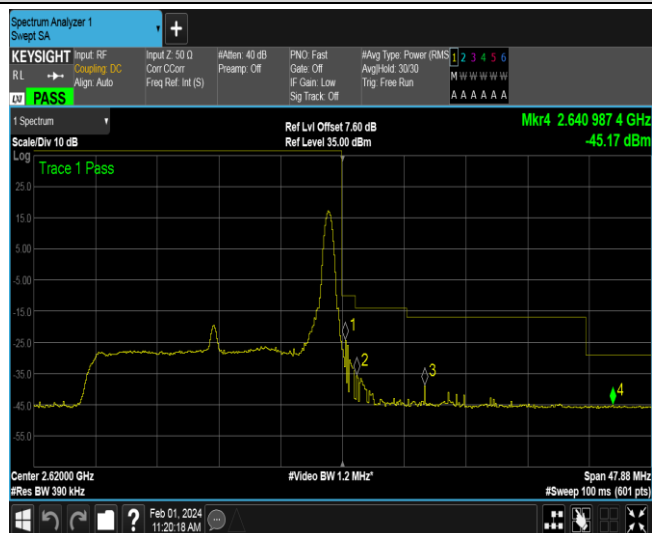 Spectrum Analyzer 1
Swept SA
+
KEYSIGHT
RL
LXI PASS
Input: RF
Coupling: DC
Align: Auto
Input Z: 50 Ω
Corr CCorr
Freq Ref: Int (S)
#Atten: 40 dB
Preamp: Off
PNO: Fast
Gate: Off
IF Gain: Low
Sig Track: Off
#Avg Type: Power (RMS
Avg|Hold: 30/30
Trig: Free Run
1 2 3 4 5 6
M W W W W W
A A A A A A
1 Spectrum
Scale/Div 10 dB
Ref Lvl Offset 7.60 dB
Ref Level 35.00 dBm
Mkr4 2.640 987 4 GHz
-45.17 dBm
Log
Trace 1 Pass
25.0
15.0
5.00
-5.00
-15.0
-25.0
-35.0
-45.0
-55.0
1
2
3
4
Center 2.62000 GHz
#Res BW 390 kHz
#Video BW 1.2 MHz*
Span 47.88 MHz
#Sweep 100 ms (601 pts)
?
Feb 01, 2024
11:20:18 AM